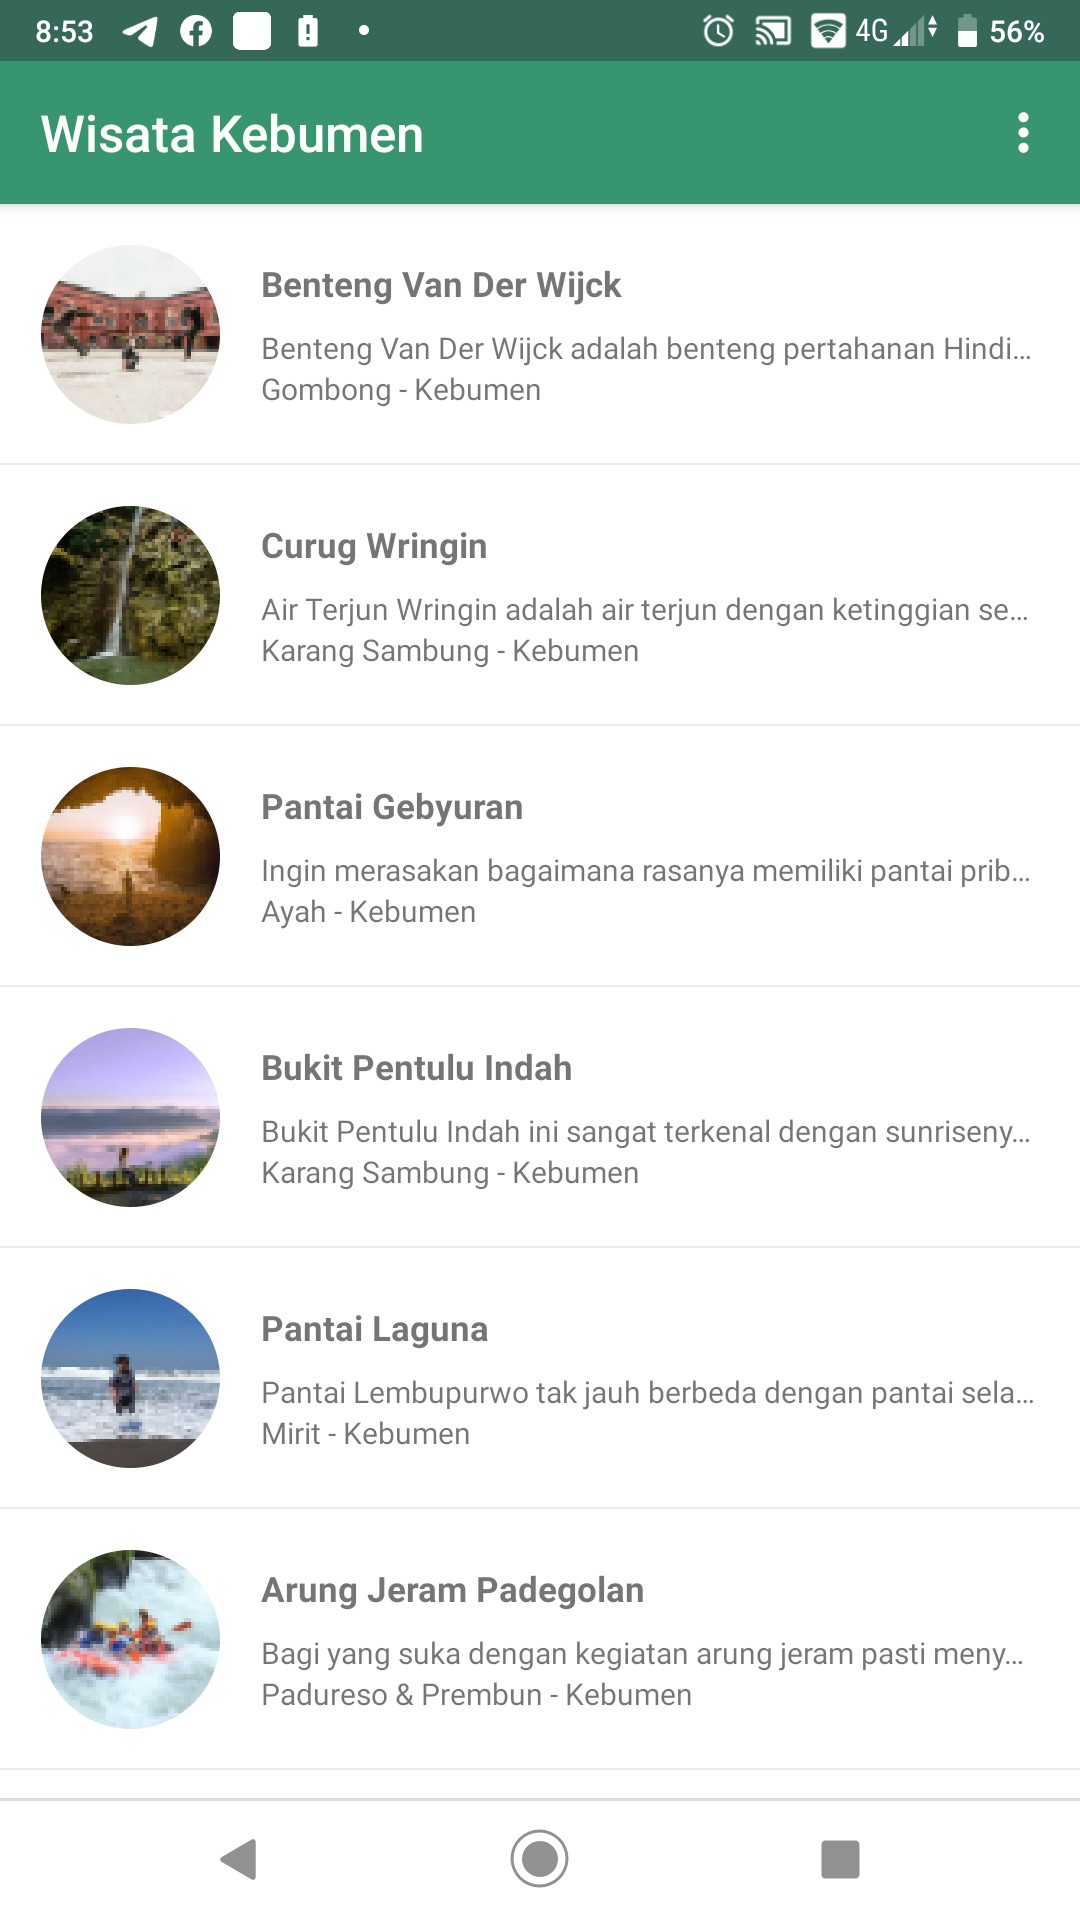 8:53
4G
56%
Wisata Kebumen
Benteng Van Der Wijck
Benteng Van Der Wijck adalah benteng pertahanan Hindi...
Gombong - Kebumen
Curug Wringin
Air Terjun Wringin adalah air terjun dengan ketinggian se...
Karang Sambung - Kebumen
Pantai Gebyuran
Ingin merasakan bagaimana rasanya memiliki pantai prib...
Ayah - Kebumen
Bukit Pentulu Indah
Bukit Pentulu Indah ini sangat terkenal dengan sunriseny...
Karang Sambung - Kebumen
Pantai Laguna
Pantai Lembupurwo tak jauh berbeda dengan pantai sela...
Mirit - Kebumen
Arung Jeram Padegolan
Bagi yang suka dengan kegiatan arung jeram pasti meny...
Padureso & Prembun - Kebumen